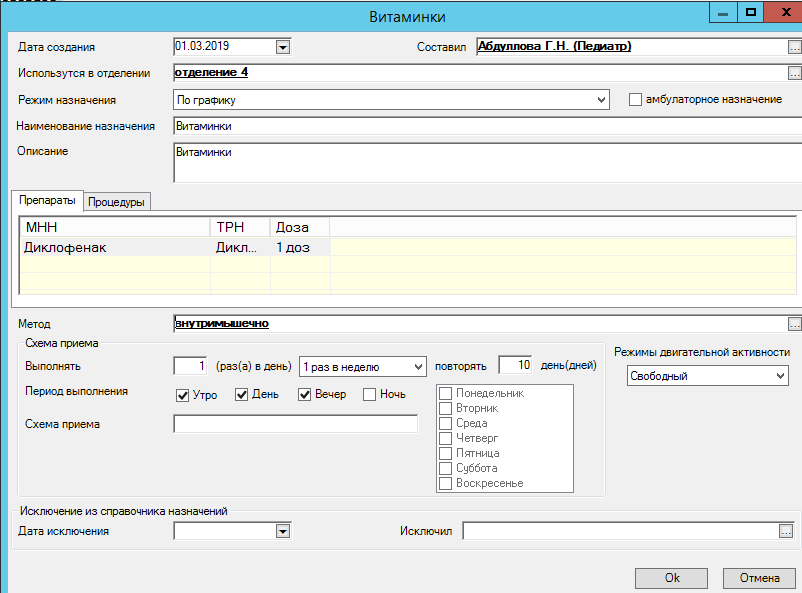 Витаминки
Дата создания 01.03.2019 Составил Абдуллова Г.Н. (Педиатр)
Использутся в отделении отделение 4
Режим назначения По графику амбулаторное назначение
Наименование назначения Витаминки
Описание Витаминки
Препараты Процедуры
МНН ТРН Доза
Диклофенак Дикл... 1 доз
Метод внутримышечно
Схема приема
Выполнять 1 (раз(а) в день) 1 раз в неделю повторять 10 день(дней)
Режимы двигательной активности
Свободный
Период выполнения Утро День Вечер Ночь
Понедельник
Вторник
Среда
Четверг
Пятница
Суббота
Воскресенье
Схема приема
Исключение из справочника назначений
Дата исключения Исключил
Ok Отмена